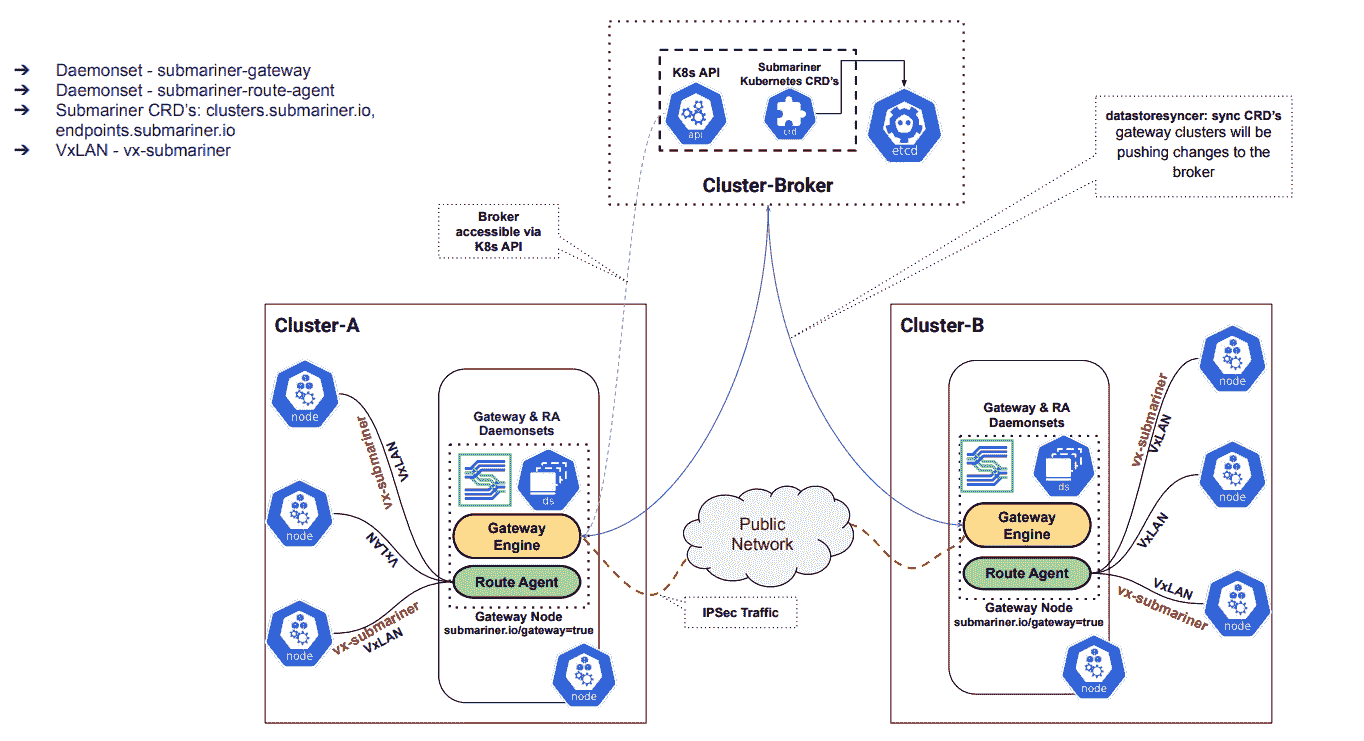 ➔ Daemonset - submariner-gateway
➔ Daemonset - submariner-route-agent
➔ Submariner CRD’s: clusters.submariner.io,
endpoints.submariner.io
➔ VxLAN - vx-submariner
K8s API
api
Submariner
Kubernetes CRD’s
crd
etcd
Cluster-Broker
datastoresyncer: sync CRD’s
gateway clusters will be
pushing changes to the
broker
Broker
accessible via
K8s API
Cluster-A
node
node
node
vx-submariner
VxLAN
VxLAN
vx-submariner
VxLAN
Gateway & RA
Daemonsets
ds
Gateway
Engine
Route Agent
Gateway Node
submariner.io/gateway=true
node
Public
Network
IPSec Traffic
Cluster-B
Gateway & RA
Daemonsets
ds
Gateway
Engine
Route Agent
Gateway Node
submariner.io/gateway=true
node
vx-submariner
VxLAN
VxLAN
VxLAN
vx-submariner
node
node
node